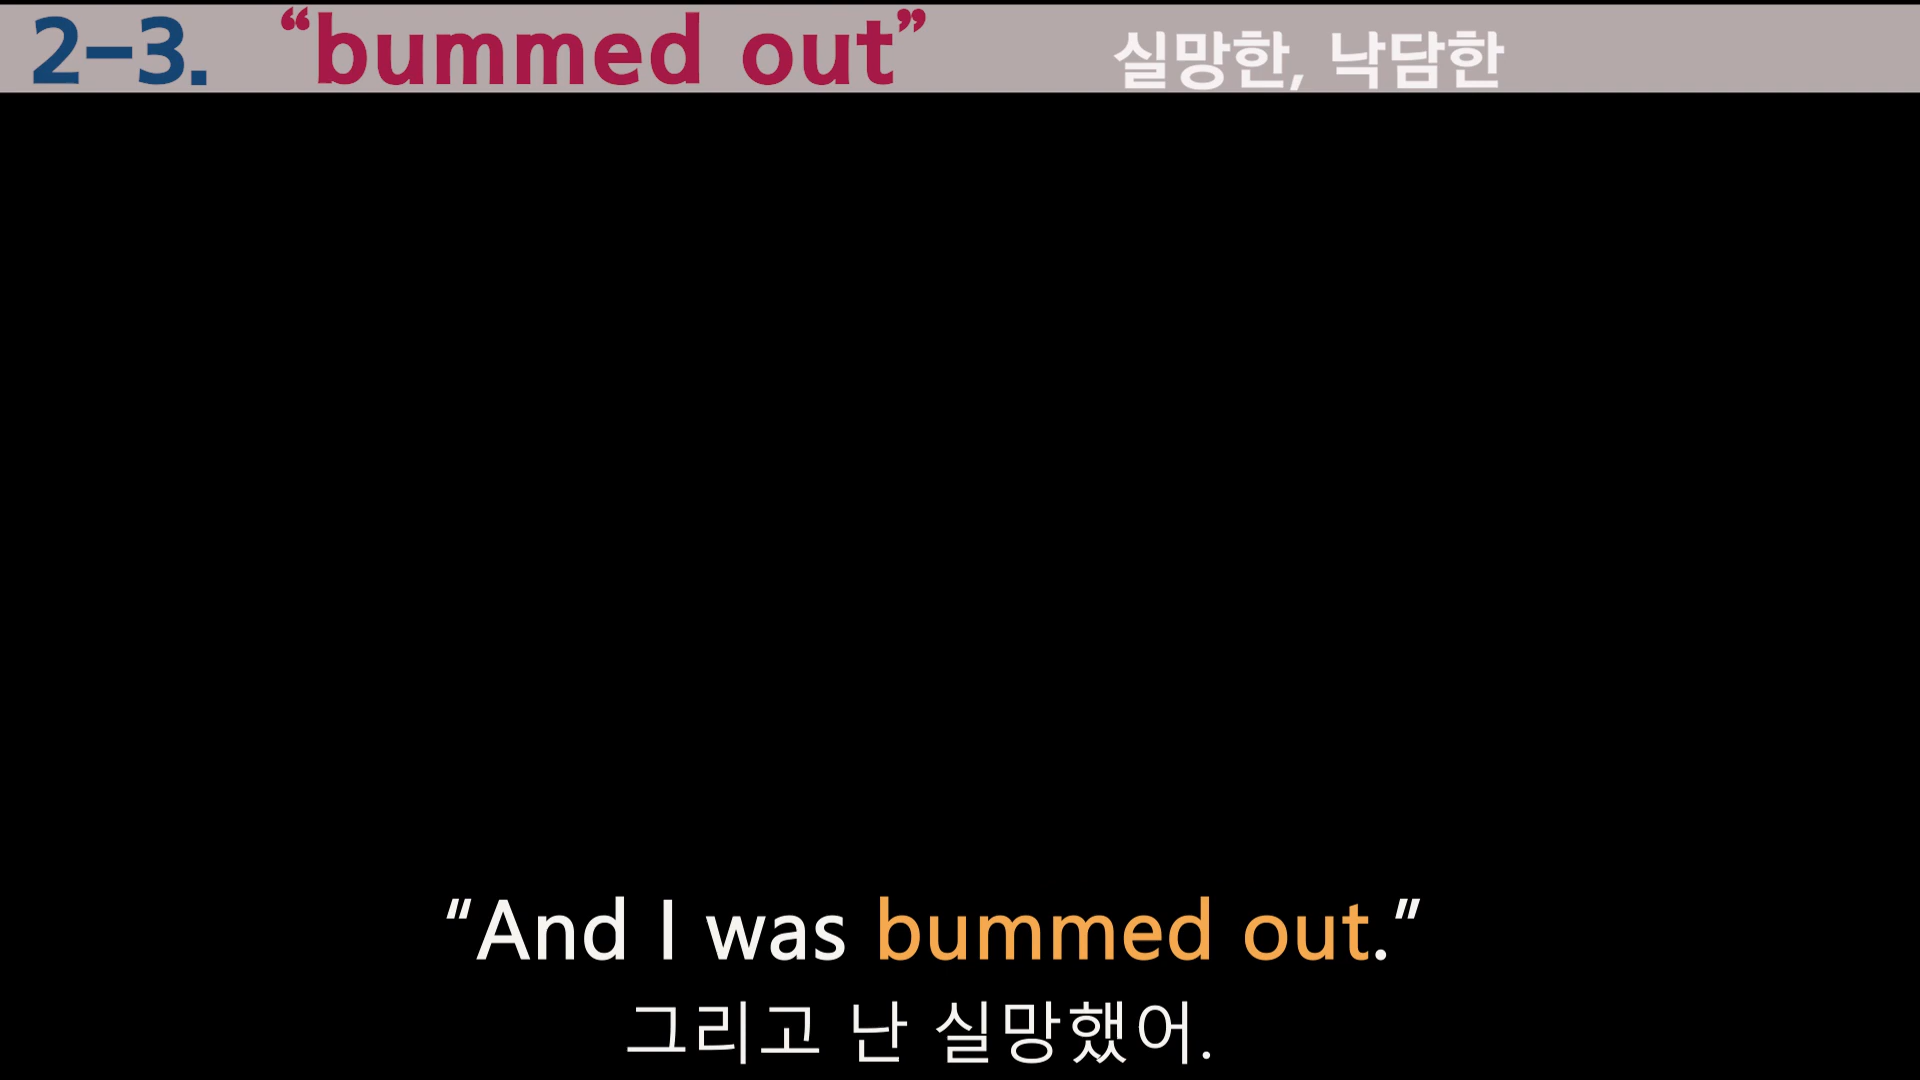 2-3. “bummed out” 실망한, 낙담한
“And I was bummed out.”
그리고 난 실망했어.